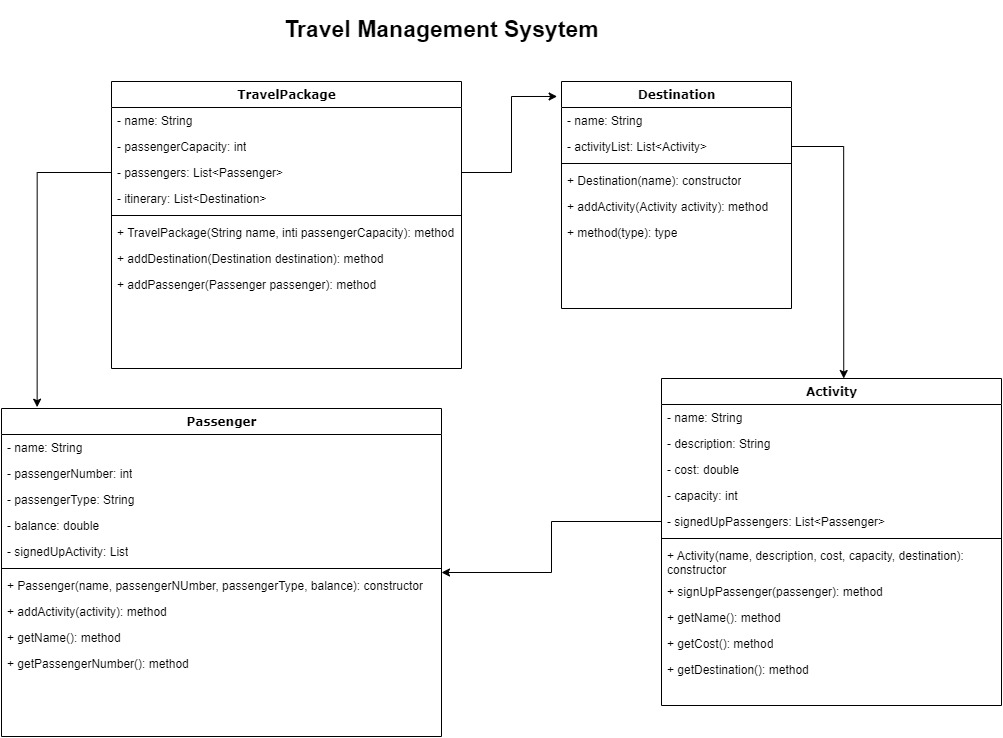 Travel Management Sysytem
TravelPackage
- name: String
- passengerCapacity: int
- passengers: List<Passenger>
- itinerary: List<Destination>
+ TravelPackage(String name, inti passengerCapacity): method
+ addDestination(Destination destination): method
+ addPassenger(Passenger passenger): method
Destination
- name: String
- activityList: List<Activity>
+ Destination(name): constructor
+ addActivity(Activity activity): method
+ method(type): type
Passenger
- name: String
- passengerNumber: int
- passengerType: String
- balance: double
- signedUpActivity: List
+ Passenger(name, passengerNUmber, passengerType, balance): constructor
+ addActivity(activity): method
+ getName(): method
+ getPassengerNumber(): method
Activity
- name: String
- description: String
- cost: double
- capacity: int
- signedUpPassengers: List<Passenger>
+ Activity(name, description, cost, capacity, destination):
constructor
+ signUpPassenger(passenger): method
+ getName(): method
+ getCost(): method
+ getDestination(): method